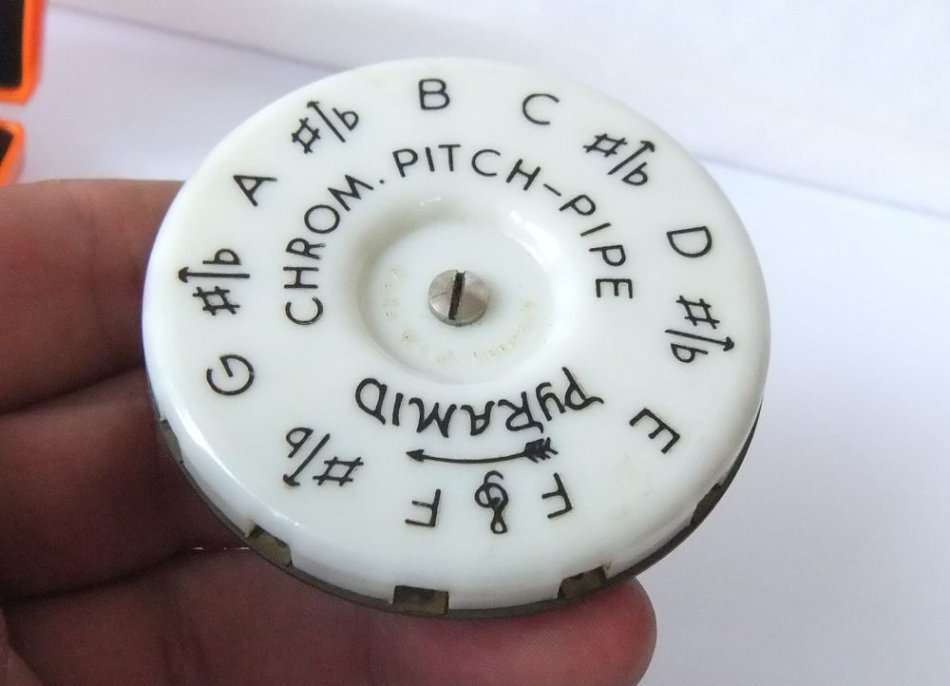 CHROM. PITCH-PIPE
PYRAMID
F
#/b
G
#/b
A
#/b
B
C
#/b
D
#/b
E
F